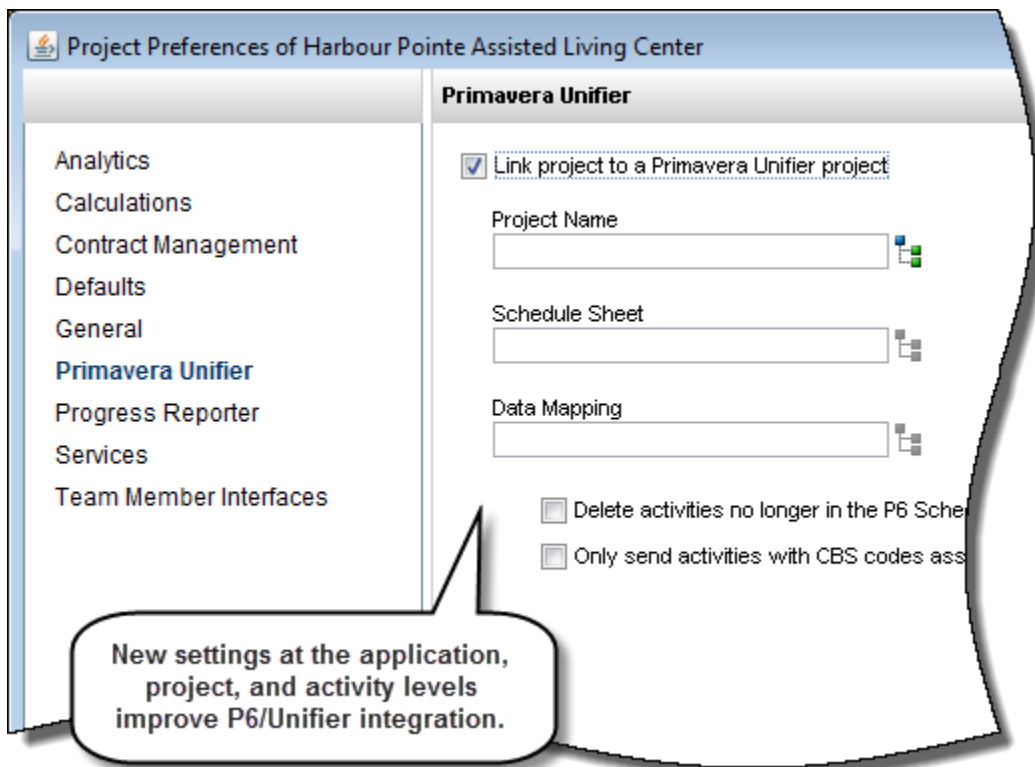 Project Preferences of Harbour Pointe Assisted Living Center
Primavera Unifier
Analytics
Calculations
Contract Management
Defaults
General
Primavera Unifier
Progress Reporter
Services
Team Member Interfaces
Link project to a Primavera Unifier project
Project Name
Schedule Sheet
Data Mapping
Delete activities no longer in the P6 Sche
Only send activities with CBS codes ass
New settings at the application,
project, and activity levels
improve P6/Unifier integration.